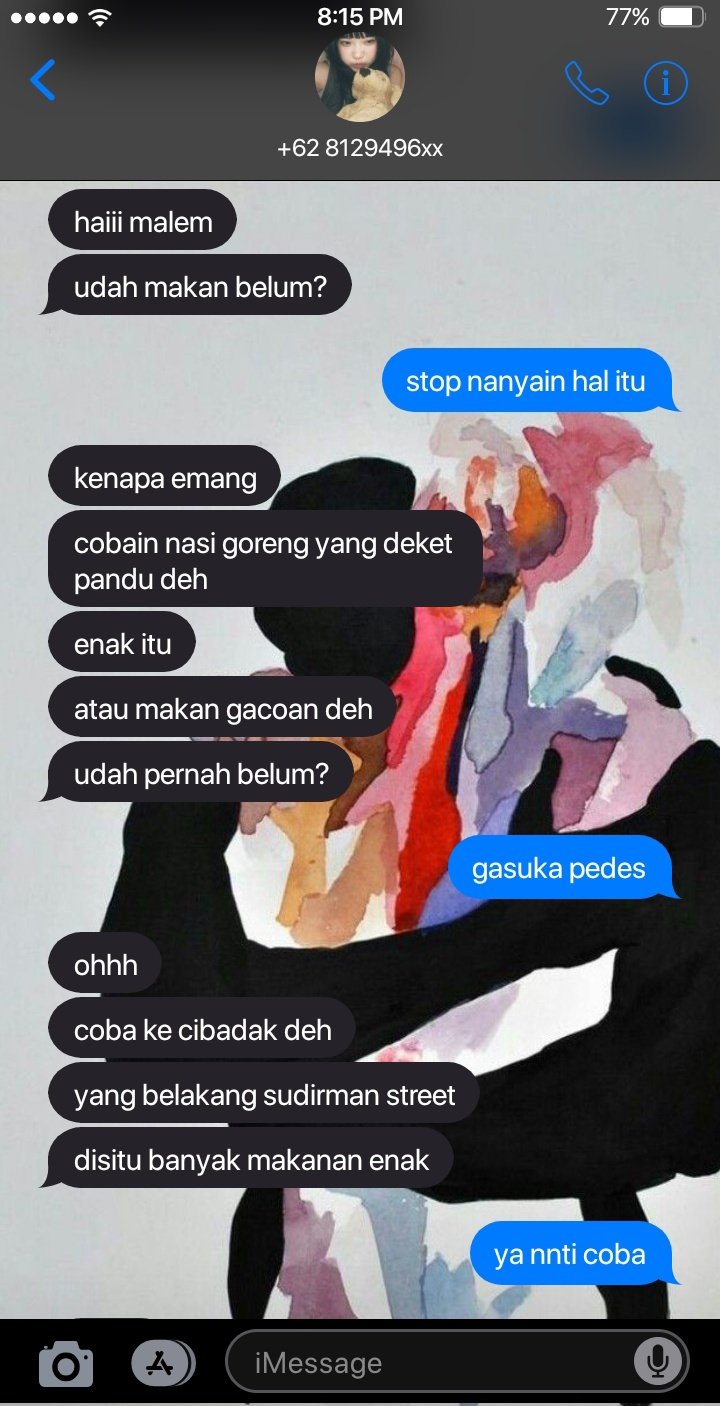 8:15 PM
77%
+62 8129496xx
haiii malem
udah makan belum?
stop nanyain hal itu
kenapa emang
cobain nasi goreng yang deket
pandu deh
enak itu
atau makan gacoan deh
udah pernah belum?
gasuka pedes
ohhh
coba ke cibadak deh
yang belakang sudirman street
disitu banyak makanan enak
ya nnti coba
iMessage